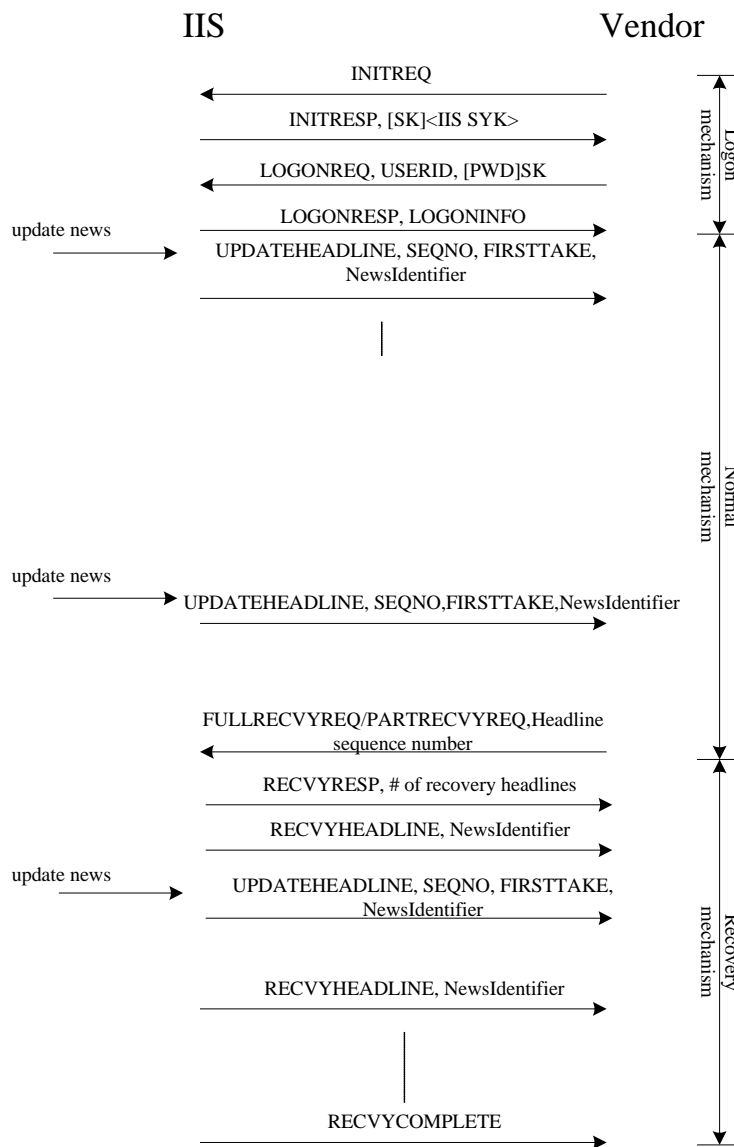 IIS
Vendor
INITREQ
INITRESP, [SK]<IIS SYK>
LOGONREQ, USERID, [PWD]SK
LOGONRESP, LOGONINFO
Logon
mechanism
update news
UPDATEHEADLINE, SEQNO, FIRSTTAKE,
NewsIdentifier
Normal
mechanism
update news
UPDATEHEADLINE, SEQNO,FIRSTTAKE,NewsIdentifier
FULLRECVYREQ/PARTRECVYREQ,Headline
sequence number
RECVYRESP, # of recovery headlines
RECVYHEADLINE, NewsIdentifier
update news
UPDATEHEADLINE, SEQNO, FIRSTTAKE,
NewsIdentifier
Recovery
mechanism
RECVYHEADLINE, NewsIdentifier
RECVYCOMPLETE